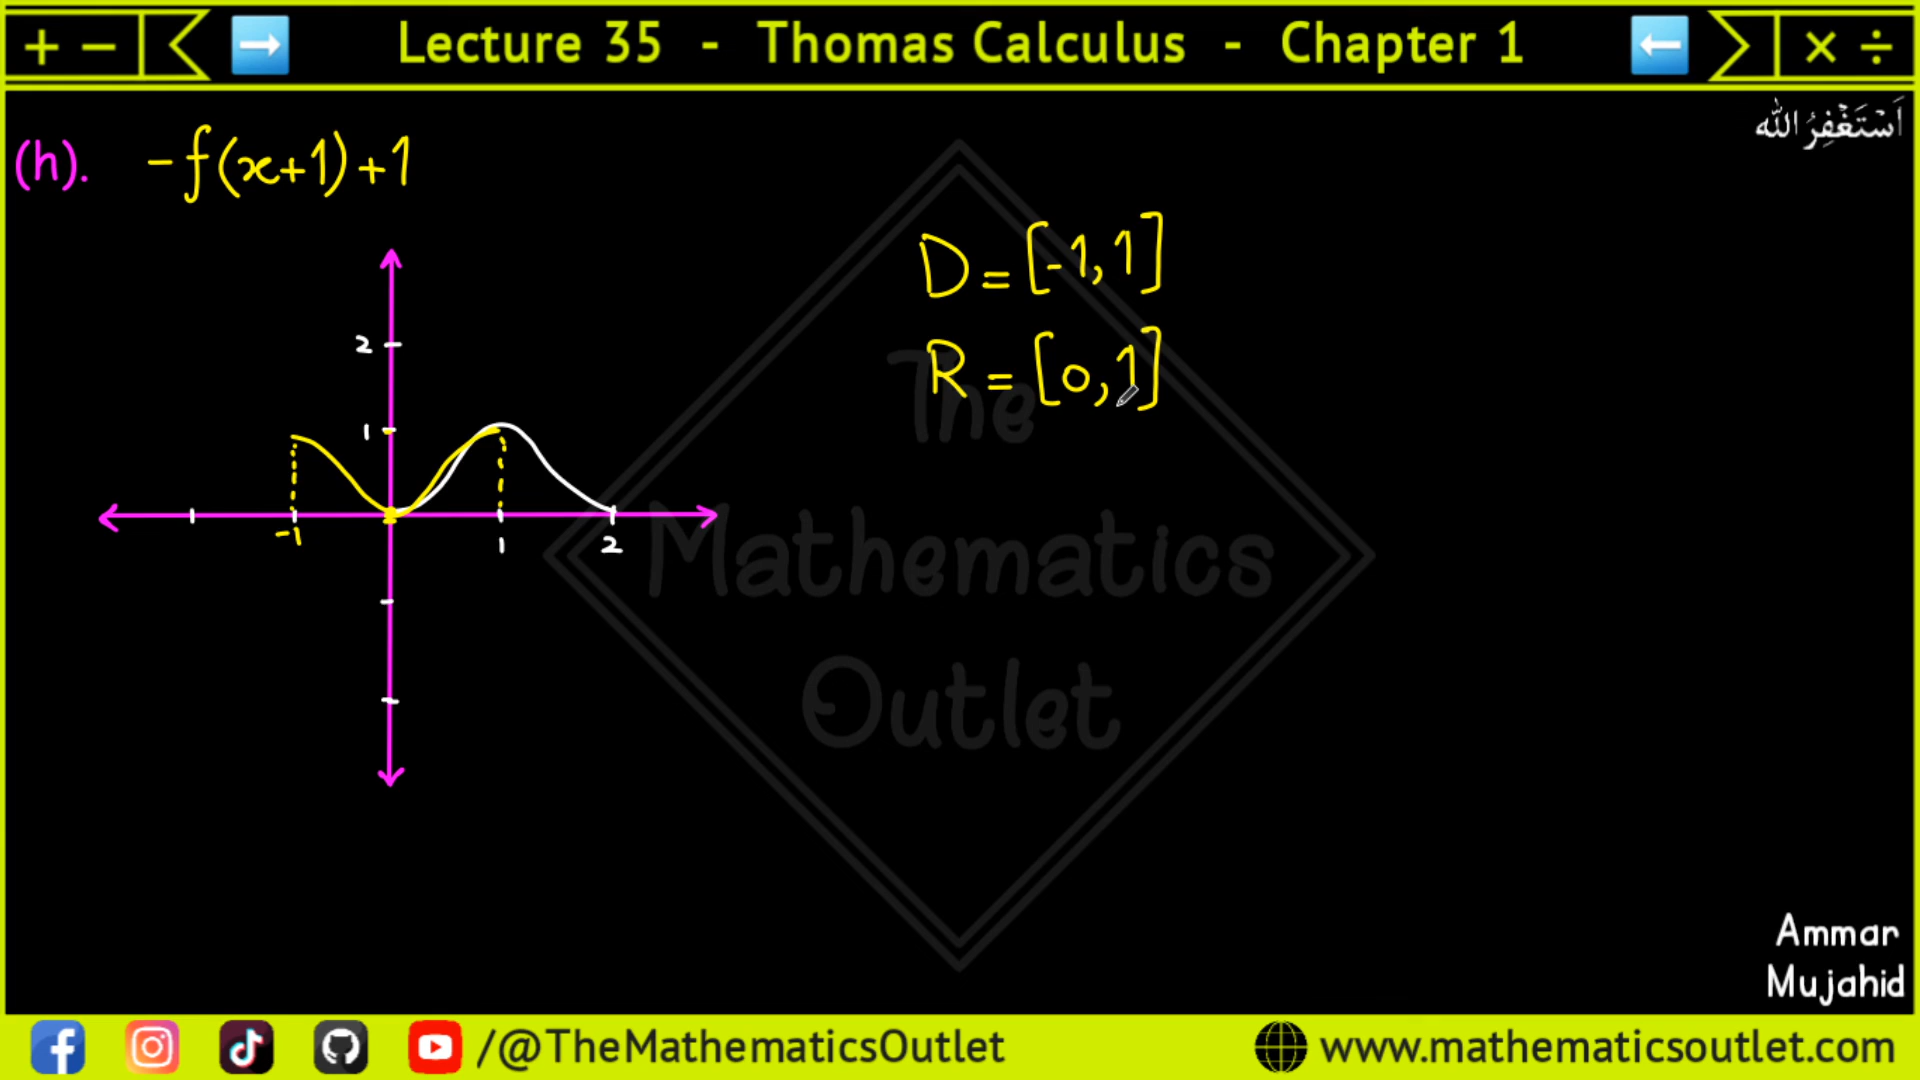 Lecture 35 - Thomas Calculus - Chapter 1
+ −
× ÷
اَسْتَغْفِرُ اللّٰه
(h). -f(x+1)+1
D = [-1,1]
R = [0,1]
2
1
-1
1
2
The
Mathematics
Outlet
Ammar
Mujahid
/@TheMathematicsOutlet
www.mathematicsoutlet.com